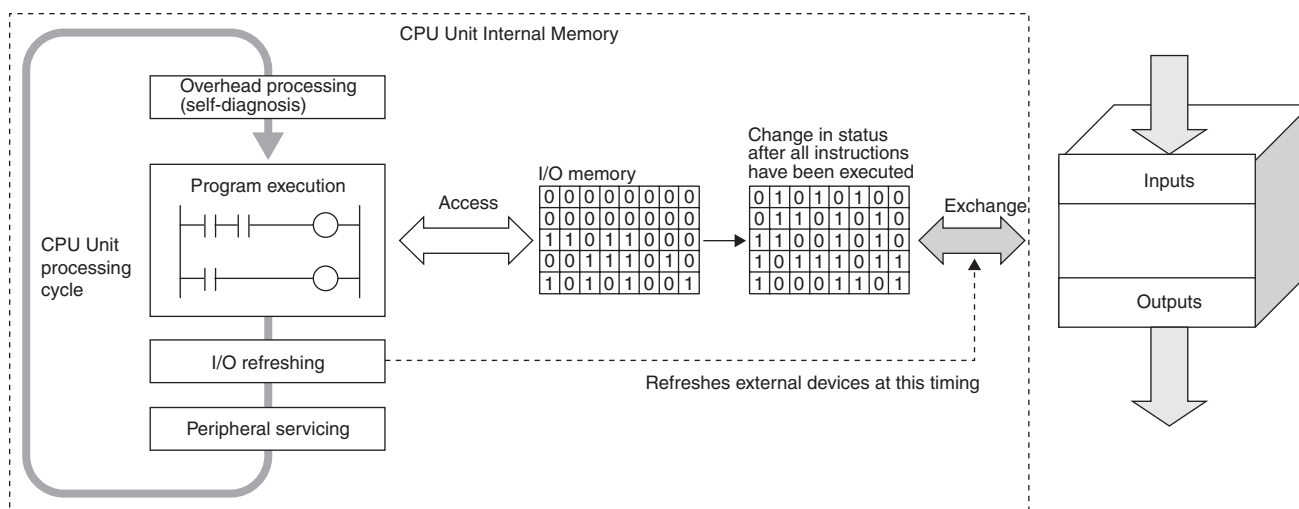 CPU Unit Internal Memory
Overhead processing
(self-diagnosis)
Program execution
CPU Unit
processing
cycle
I/O refreshing
Peripheral servicing
Access
I/O memory
0 0 0 0 0 0 0 0
0 0 0 0 0 0 0 0
1 1 0 1 1 0 0 0
0 0 1 1 1 0 1 0
1 0 1 0 1 0 0 1
Change in status
after all instructions
have been executed
0 1 0 1 0 1 0 0
0 1 1 0 1 0 1 0
1 1 0 0 1 0 1 0
1 0 1 1 1 0 1 1
1 0 0 0 1 1 0 1
Exchange
Refreshes external devices at this timing
Inputs
Outputs